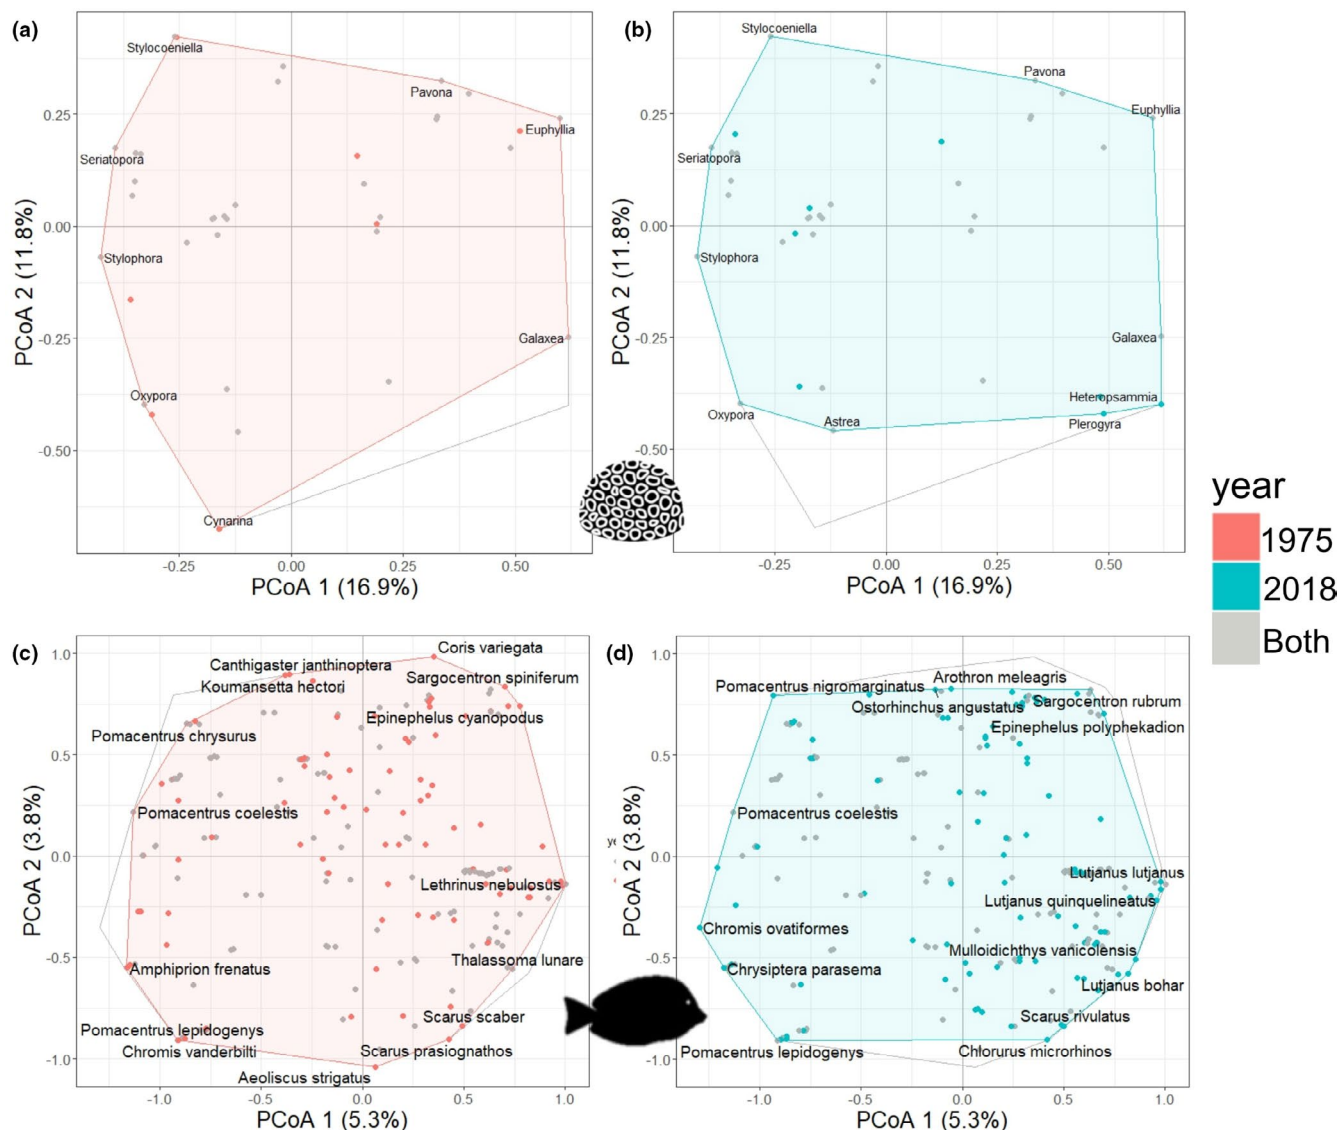 (a)
Stylocoeniella
Pavona
Euphyllia
Seriatopora
Stylophora
Galaxea
Oxypora
Cynarina
0.25
0.00
-0.25
-0.50
PCoA 2 (11.8%)
-0.25 0.00 0.25 0.50
PCoA 1 (16.9%)
(b)
Stylocoeniella
Pavona
Euphyllia
Seriatopora
Stylophora
Galaxea
Heteropsammia
Oxypora
Astrea
Plerogyra
0.25
0.00
-0.25
-0.50
PCoA 2 (11.8%)
-0.25 0.00 0.25 0.50
PCoA 1 (16.9%)
year
1975
2018
Both
(c)
Coris variegata
Canthigaster janthinoptera
Sargocentron spiniferum
Koumansetta hectori
Epinephelus cyanopodus
Pomacentrus chrysurus
Pomacentrus coelestis
Lethrinus nebulosus
Thalassoma lunare
Amphiprion frenatus
Scarus scaber
Pomacentrus lepidogenys
Chromis vanderbilti
Scarus prasiognathos
Aeoliscus strigatus
1.0
0.5
0.0
-0.5
-1.0
PCoA 2 (3.8%)
-1.0 -0.5 0.0 0.5 1.0
PCoA 1 (5.3%)
ye
(d)
Arothron meleagris
Pomacentrus nigromarginatus
Sargocentron rubrum
Ostorhinchus angustatus
Epinephelus polyphekadion
Pomacentrus coelestis
Lutjanus lutjanus
Lutjanus quinquelineatus
Chromis ovatiformes
Mulloidichthys vanicolensis
Chrysiptera parasema
Lutjanus bohar
Scarus rivulatus
Pomacentrus lepidogenys
Chlorurus microrhinos
1.0
0.5
0.0
-0.5
-1.0
PCoA 2 (3.8%)
-1.0 -0.5 0.0 0.5 1.0
PCoA 1 (5.3%)